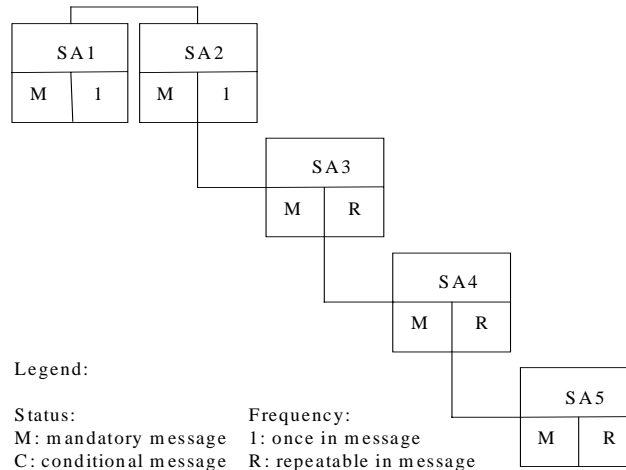 SA1 SA2
M 1 M 1
SA3
M R
SA4
M R
Legend:
SA5
Status: Frequency:
M: mandatory message 1: once in message
M R
C: conditional message R: repeatable in message